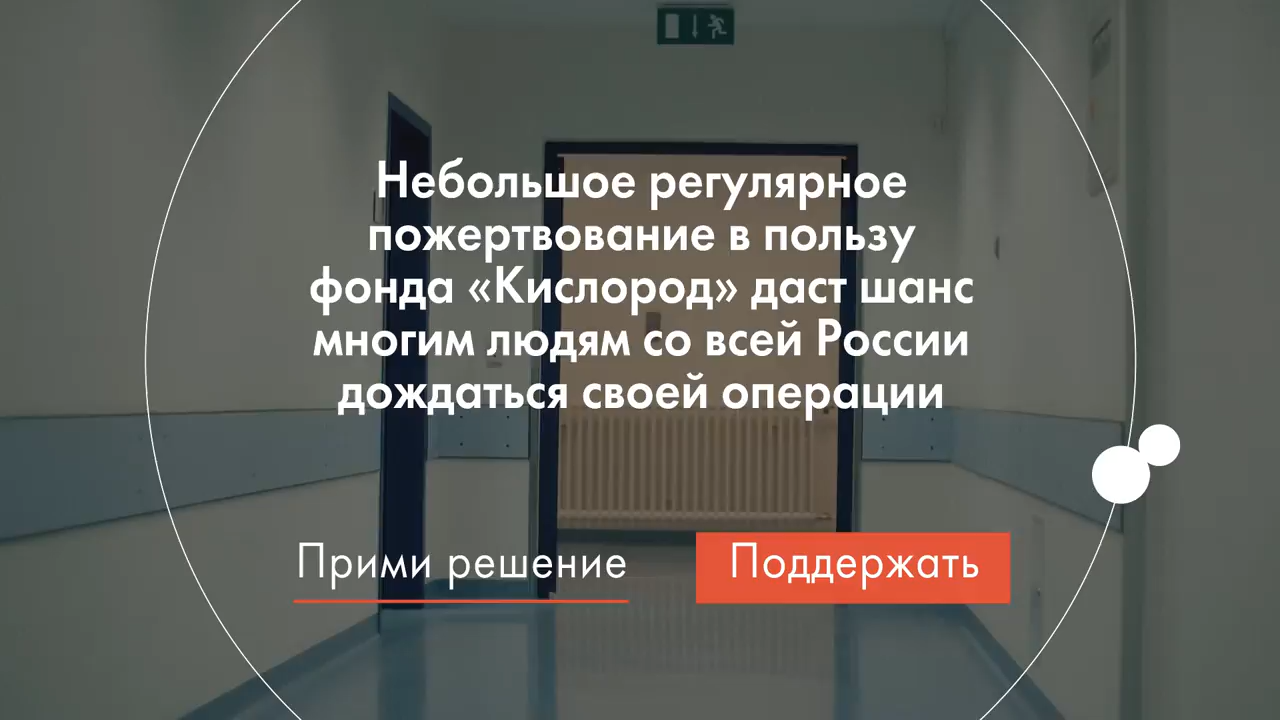 Небольшое регулярное
пожертвование в пользу
фонда «Кислород» даст шанс
многим людям со всей России
дождаться своей операции
Прими решение
Поддержать